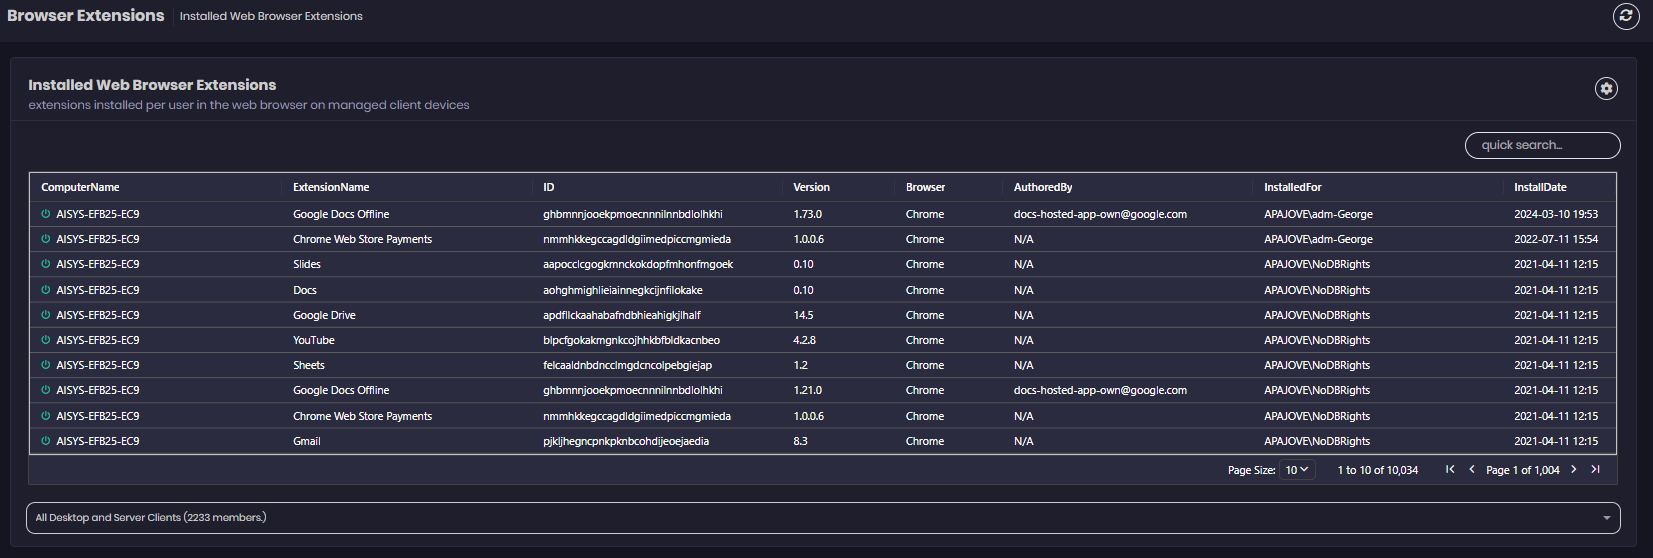 Browser Extensions Installed Web Browser Extensions
Installed Web Browser Extensions
extensions installed per user in the web browser on managed client devices
quick search...
ComputerName ExtensionName ID Version Browser AuthoredBy InstalledFor InstallDate
AISYS-EFB25-EC9 Google Docs Offline ghbmnnjooekpmoecnnnilnnbdlolhkhi 1.73.0 Chrome docs-hosted-app-own@google.com APAJOVE\adm-George 2024-03-10 19:53
AISYS-EFB25-EC9 Chrome Web Store Payments nmmhkkegccagdldgiimedpiccmgmieda 1.0.0.6 Chrome N/A APAJOVE\adm-George 2022-07-11 15:54
AISYS-EFB25-EC9 Slides aapocclcgogkmnckokdopfmhonfmgoek 0.10 Chrome N/A APAJOVE\NoDBRights 2021-04-11 12:15
AISYS-EFB25-EC9 Docs aohghmighlieiainnegkcijnfilokake 0.10 Chrome N/A APAJOVE\NoDBRights 2021-04-11 12:15
AISYS-EFB25-EC9 Google Drive apdfllckaahabafndbhieahigkjlhalf 14.5 Chrome N/A APAJOVE\NoDBRights 2021-04-11 12:15
AISYS-EFB25-EC9 YouTube blpcfgokakmgnkcojhhkbfbldkacnbeo 4.2.8 Chrome N/A APAJOVE\NoDBRights 2021-04-11 12:15
AISYS-EFB25-EC9 Sheets felcaaldnbdncclmgdcncolpebgiejap 1.2 Chrome N/A APAJOVE\NoDBRights 2021-04-11 12:15
AISYS-EFB25-EC9 Google Docs Offline ghbmnnjooekpmoecnnnilnnbdlolhkhi 1.21.0 Chrome docs-hosted-app-own@google.com APAJOVE\NoDBRights 2021-04-11 12:15
AISYS-EFB25-EC9 Chrome Web Store Payments nmmhkkegccagdldgiimedpiccmgmieda 1.0.0.6 Chrome N/A APAJOVE\NoDBRights 2021-04-11 12:15
AISYS-EFB25-EC9 Gmail pjkljhegncpnkpknbcohdijeoejaedia 8.3 Chrome N/A APAJOVE\NoDBRights 2021-04-11 12:15
Page Size: 10 1 to 10 of 10,034 Page 1 of 1,004
All Desktop and Server Clients (2233 members.)